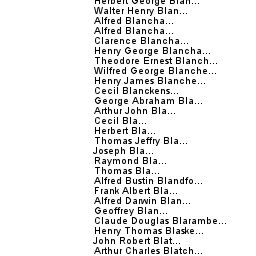 Herbert George Blan...
Walter Henry Blan...
Alfred Blancha...
Alfred Blancha...
Clarence Blancha...
Henry George Blancha...
Theodore Ernest Blanch...
Wilfred George Blanche...
Henry James Blanche...
Cecil Blanckens...
George Abraham Bla...
Arthur John Bla...
Cecil Bla...
Herbert Bla...
Thomas Jeffry Bla...
Joseph Bla...
Raymond Bla...
Thomas Bla...
Alfred Bustin Blandfo...
Frank Albert Bla...
Alfred Darwin Blan...
Geoffrey Blan...
Claude Douglas Blarambe...
Henry Thomas Blaske...
John Robert Blat...
Arthur Charles Blatch...